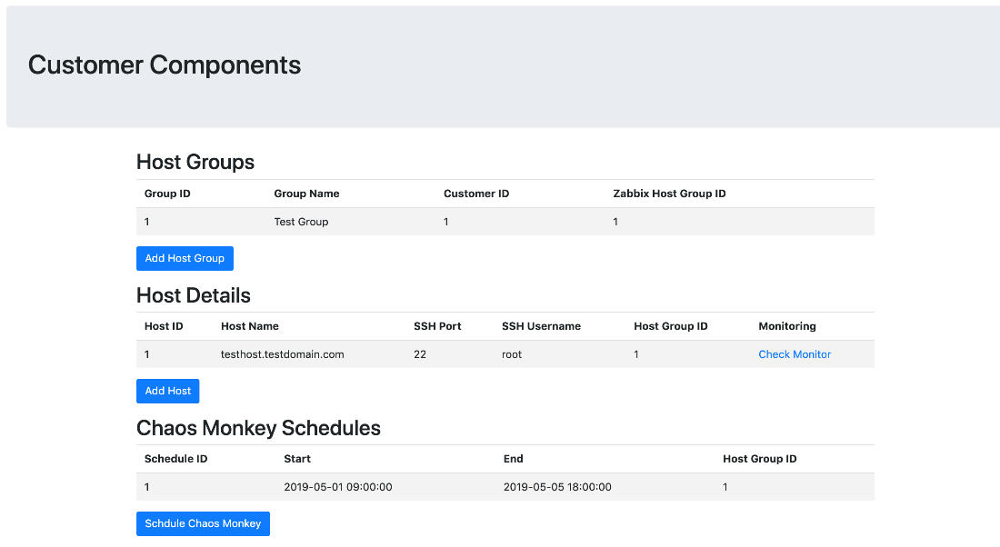 Customer Components
Host Groups
Group ID Group Name Customer ID Zabbix Host Group ID
1 Test Group 1 1
Add Host Group
Host Details
Host ID Host Name SSH Port SSH Username Host Group ID Monitoring
1 testhost.testdomain.com 22 root 1 Check Monitor
Add Host
Chaos Monkey Schedules
Schedule ID Start End Host Group ID
1 2019-05-01 09:00:00 2019-05-05 18:00:00 1
Schdule Chaos Monkey